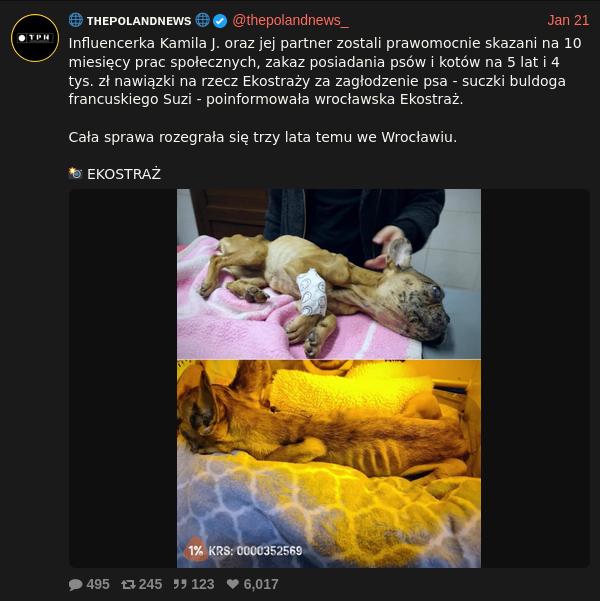 THEPOLANDNEWS @thepolandnews_ Jan 21
TPN
Influencerka Kamila J. oraz jej partner zostali prawomocnie skazani na 10
miesięcy prac społecznych, zakaz posiadania psów i kotów na 5 lat i 4
tys. zł nawiązki na rzecz Ekostraży za zagłodzenie psa - suczki buldoga
francuskiego Suzi - poinformowała wrocławska Ekostraż.
Cała sprawa rozegrała się trzy lata temu we Wrocławiu.
📸 EKOSTRAŻ
1% KRS: 0000352569
495 245 123 6,017